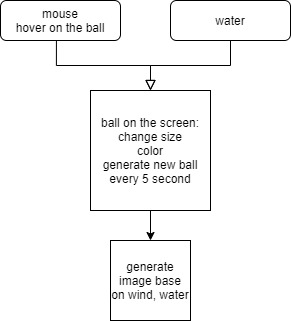 mouse
hover on the ball
water
ball on the screen:
change size
color
generate new ball
every 5 second
generate
image base
on wind, water